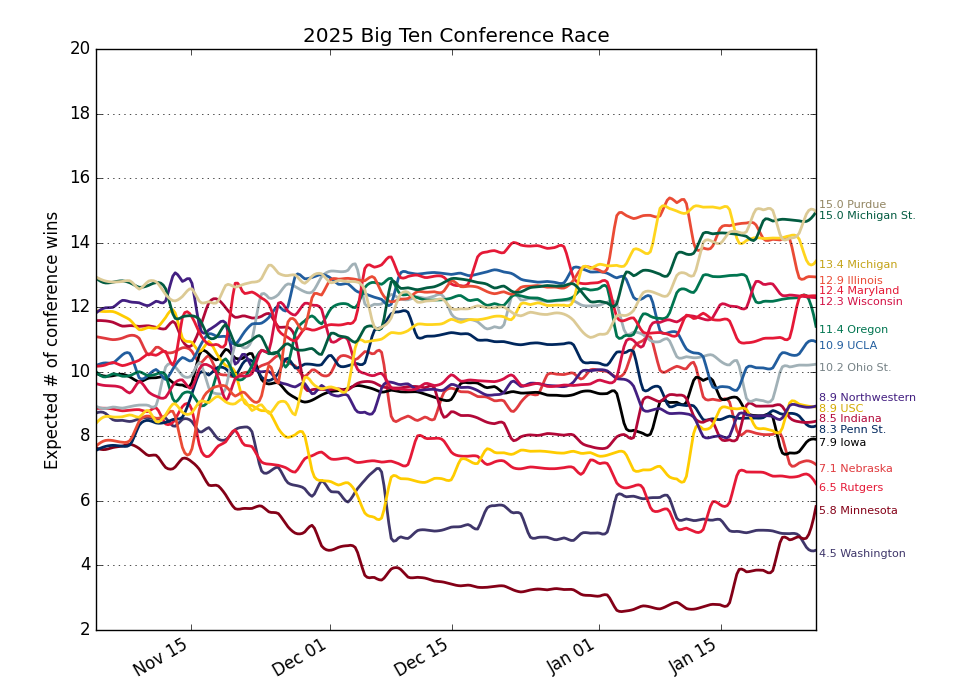 2025 Big Ten Conference Race
Expected # of conference wins
20
18
16
14
12
10
8
6
4
2
Nov 15
Dec 01
Dec 15
Jan 01
Jan 15
15.0 Purdue
15.0 Michigan St.
13.4 Michigan
12.9 Illinois
12.4 Maryland
12.3 Wisconsin
11.4 Oregon
10.9 UCLA
10.2 Ohio St.
8.9 Northwestern
8.9 USC
8.5 Indiana
8.3 Penn St.
7.9 Iowa
7.1 Nebraska
6.5 Rutgers
5.8 Minnesota
4.5 Washington